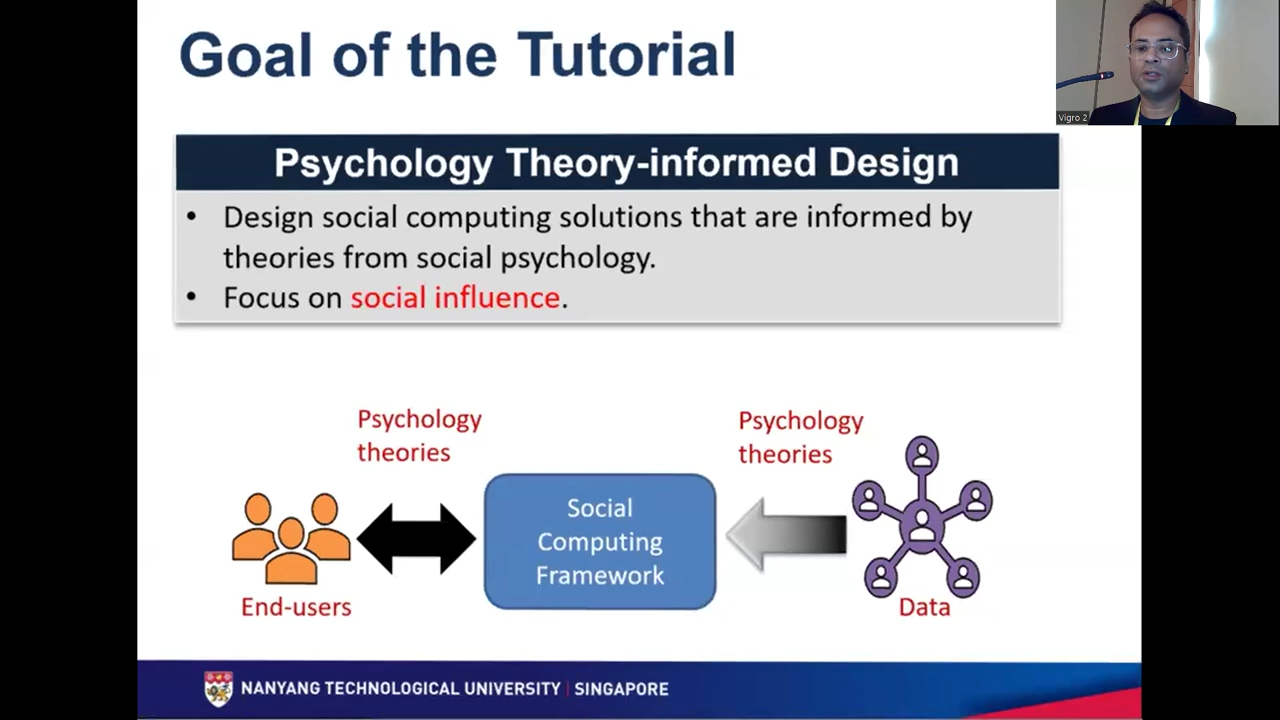 Goal of the Tutorial
Vigro 2
Psychology Theory-informed Design
• Design social computing solutions that are informed by
theories from social psychology.
• Focus on social influence.
Psychology
theories
Psychology
theories
Social
Computing
Framework
End-users
Data
NANYANG TECHNOLOGICAL UNIVERSITY | SINGAPORE